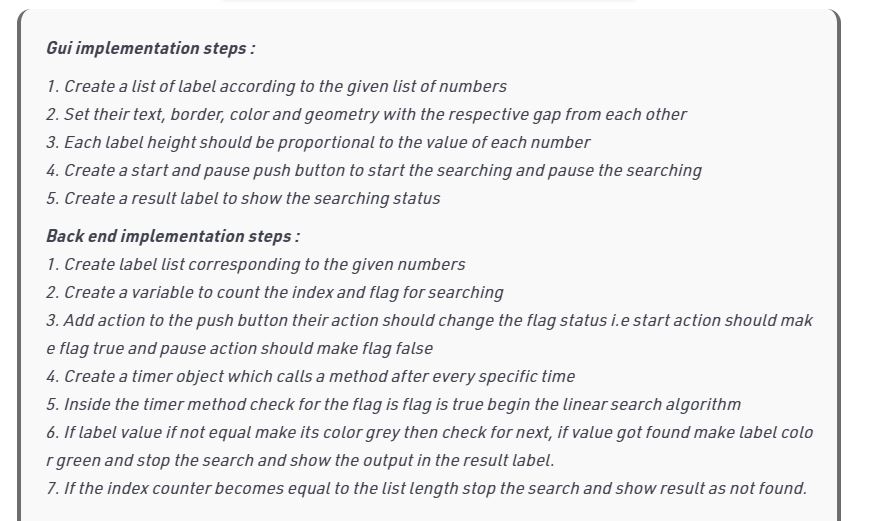 Gui implementation steps :
1. Create a list of label according to the given list of numbers
2. Set their text, border, color and geometry with the respective gap from each other
3. Each label height should be proportional to the value of each number
4. Create a start and pause push button to start the searching and pause the searching
5. Create a result label to show the searching status
Back end implementation steps :
1. Create label list corresponding to the given numbers
2. Create a variable to count the index and flag for searching
3. Add action to the push button their action should change the flag status i.e start action should mak
e flag true and pause action should make flag false
4. Create a timer object which calls a method after every specific time
5. Inside the timer method check for the flag is flag is true begin the linear search algorithm
6. If label value if not equal make its color grey then check for next, if value got found make label colo
r green and stop the search and show the output in the result label.
7. If the index counter becomes equal to the list length stop the search and show result as not found.